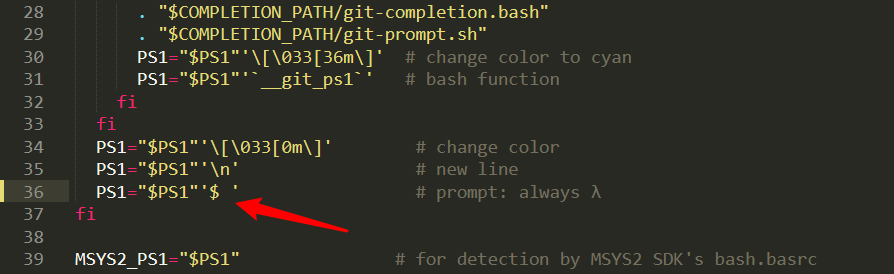 28 . "$COMPLETION_PATH/git-completion.bash"
29 . "$COMPLETION_PATH/git-prompt.sh"
30 PS1="$PS1"'\[\033[36m\]' # change color to cyan
31 PS1="$PS1"'`__git_ps1`' # bash function
32 fi
33 fi
34 PS1="$PS1"'\[\033[0m\]' # change color
35 PS1="$PS1"'\n' # new line
36 PS1="$PS1"'$ ' # prompt: always λ
37 fi
38
39 MSYS2_PS1="$PS1" # for detection by MSYS2 SDK's bash.basrc